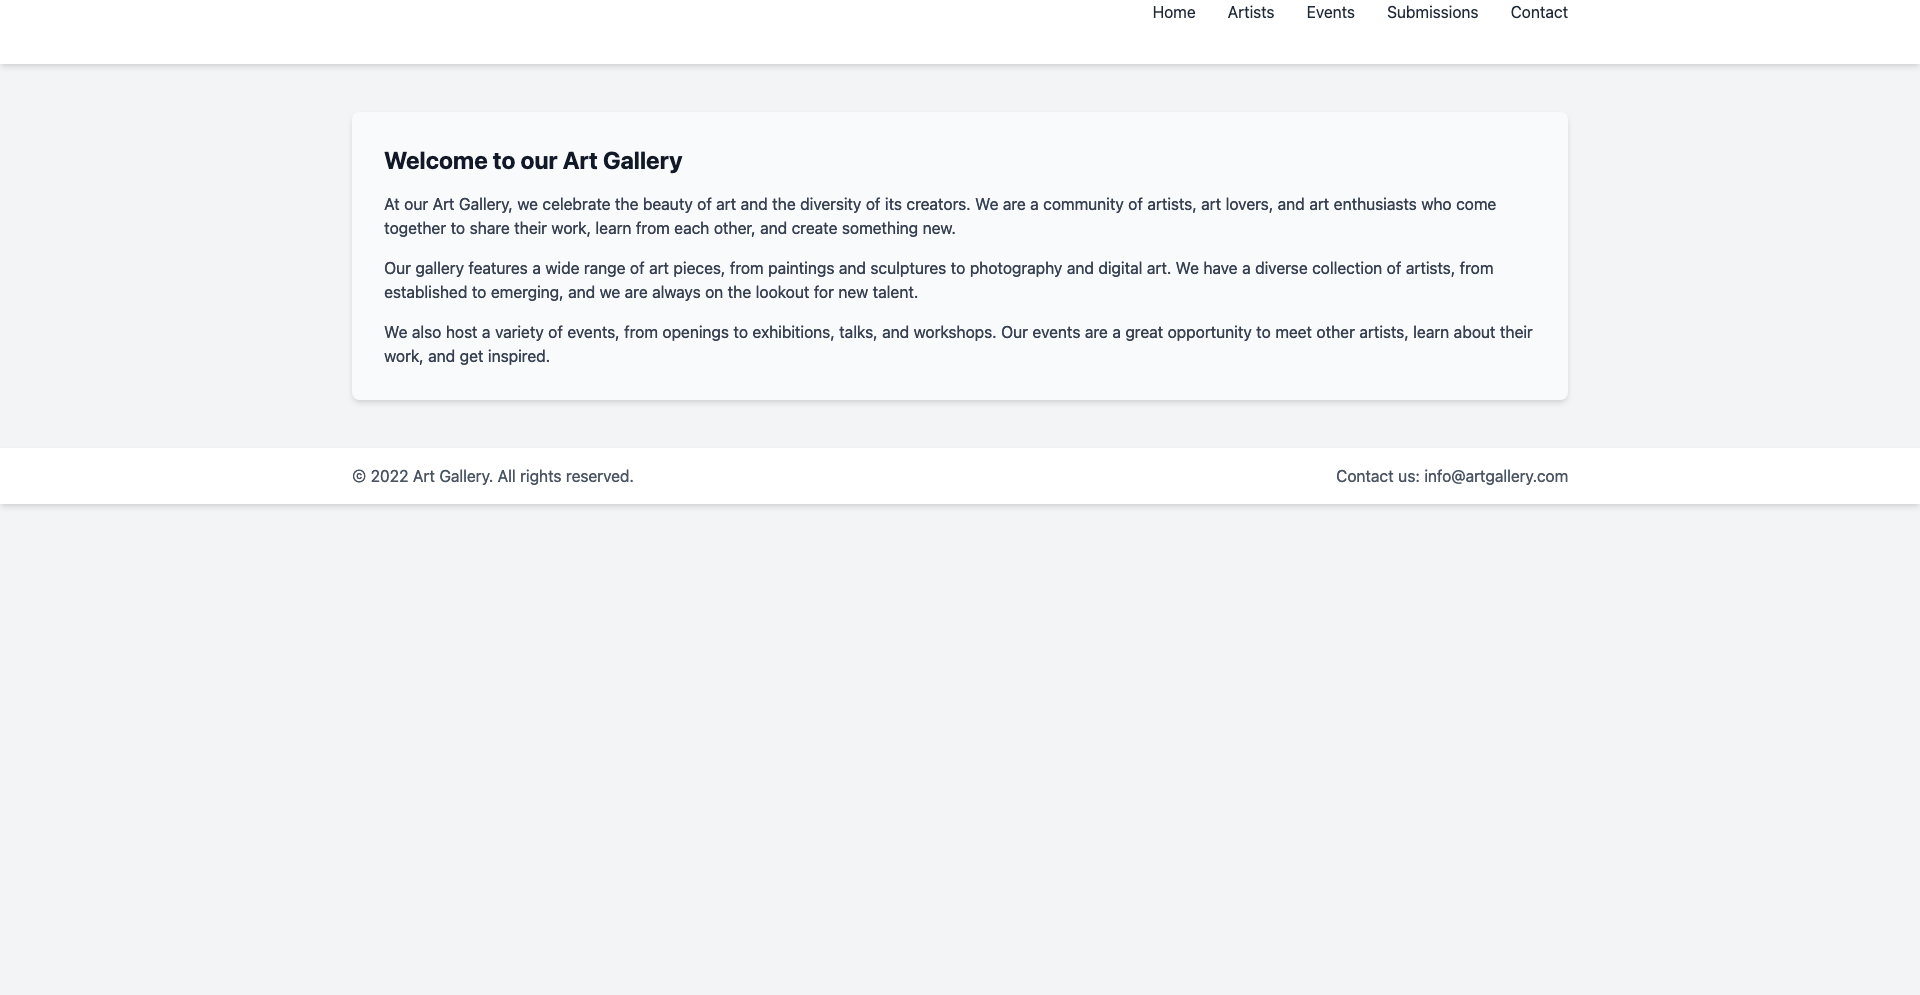 Home Artists Events Submissions Contact
Welcome to our Art Gallery
At our Art Gallery, we celebrate the beauty of art and the diversity of its creators. We are a community of artists, art lovers, and art enthusiasts who come
together to share their work, learn from each other, and create something new.
Our gallery features a wide range of art pieces, from paintings and sculptures to photography and digital art. We have a diverse collection of artists, from
established to emerging, and we are always on the lookout for new talent.
We also host a variety of events, from openings to exhibitions, talks, and workshops. Our events are a great opportunity to meet other artists, learn about their
work, and get inspired.
© 2022 Art Gallery. All rights reserved. Contact us: info@artgallery.com